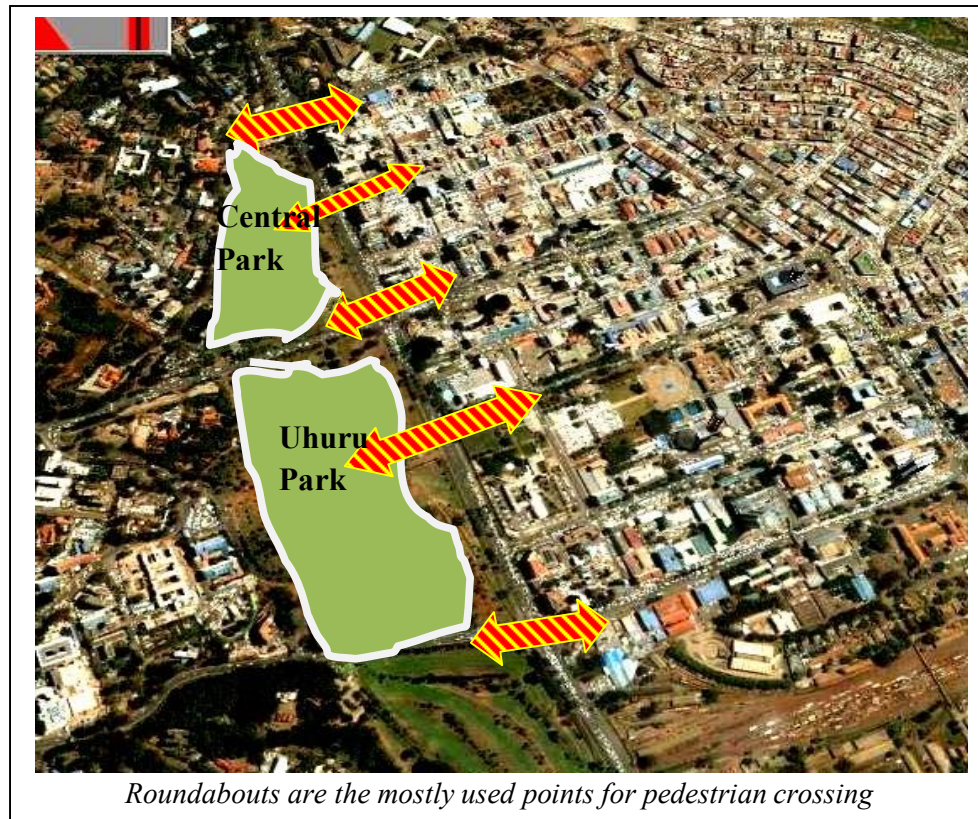 Central
Park
Uhuru
Park
Roundabouts are the mostly used points for pedestrian crossing